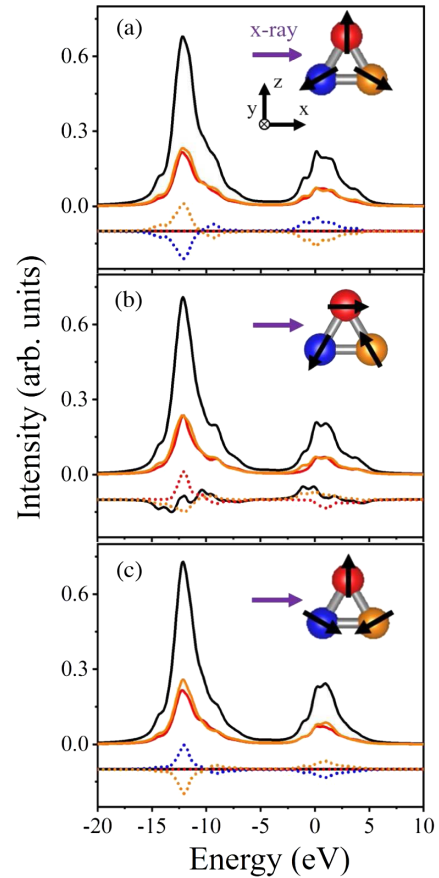 (a)
x-ray
z
y
x
0.6
0.3
0.0
(b)
0.6
0.3
0.0
(c)
0.6
0.3
0.0
Intensity (arb. units)
-20 -15 -10 -5 0 5 10
Energy (eV)